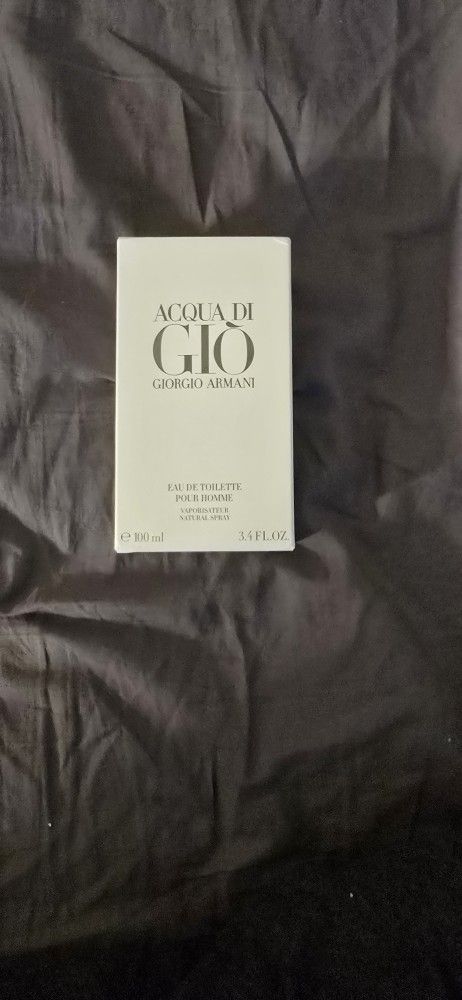 ACQUA DI
GIÒ
GIORGIO ARMANI
EAU DE TOILETTE
POUR HOMME
VAPORISATEUR
NATURAL SPRAY
℮ 100 ml 3.4 FL.OZ.